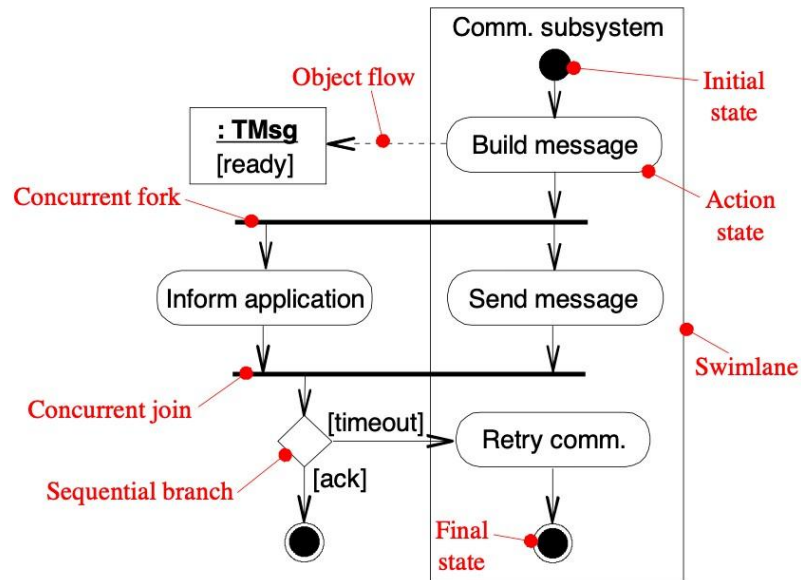 Comm. subsystem
Object flow
Initial
state
: TMsg
[ready]
Build message
Concurrent fork
Action
state
Inform application
Send message
Swimlane
Concurrent join
[timeout]
Retry comm.
Sequential branch
[ack]
Final
state